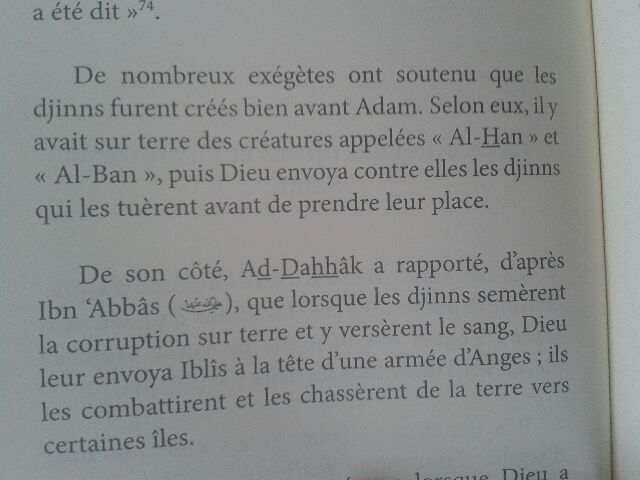 a été dit »⁷⁴.
De nombreux exégètes ont soutenu que les
djinns furent créés bien avant Adam. Selon eux, il y
avait sur terre des créatures appelées « Al-Han » et
« Al-Ban », puis Dieu envoya contre elles les djinns
qui les tuèrent avant de prendre leur place.
De son côté, Ad-Dahhâk a rapporté, d’après
Ibn ‘Abbâs (), que lorsque les djinns semèrent
la corruption sur terre et y versèrent le sang, Dieu
leur envoya Iblîs à la tête d’une armée d’Anges ; ils
les combattirent et les chassèrent de la terre vers
certaines îles.
lorsque Dieu a